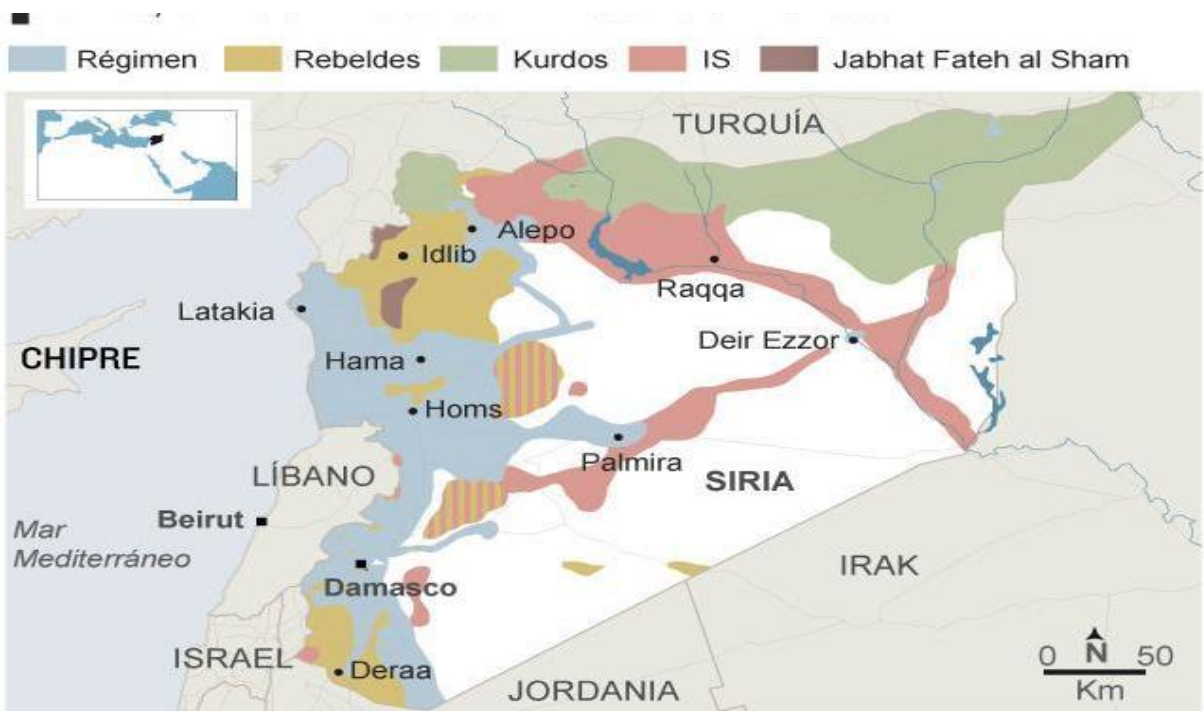 Régimen Rebeldes Kurdos IS Jabhat Fateh al Sham
TURQUÍA
Alepo
Idlib
Raqqa
Latakia
Deir Ezzor
CHIPRE
Hama
Homs
Palmira
LÍBANO
SIRIA
Beirut
Mar
Mediterráneo
IRAK
Damasco
ISRAEL
Deraa
N
0 50
Km
JORDANIA